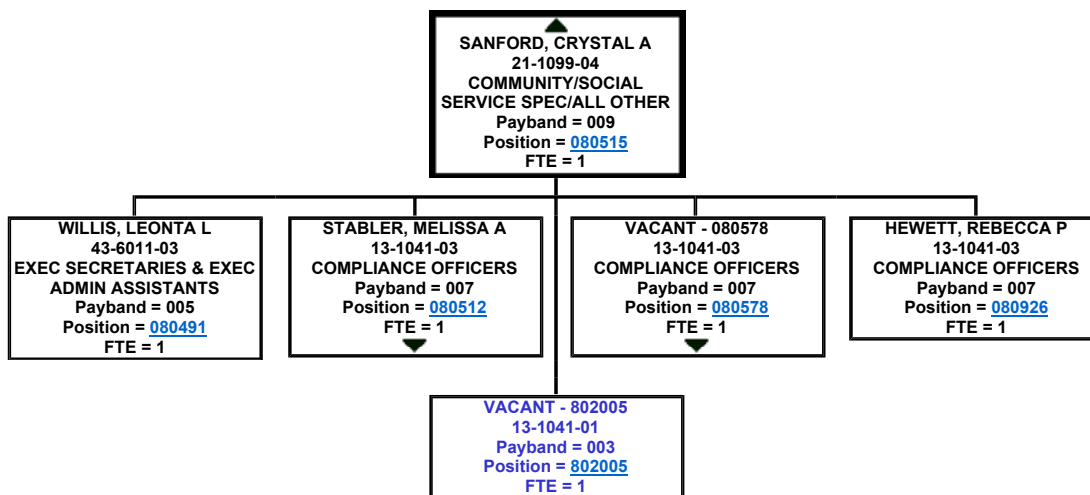 SANFORD, CRYSTAL A
21-1099-04
COMMUNITY/SOCIAL
SERVICE SPEC/ALL OTHER
Payband = 009
Position = 080515
FTE = 1
WILLIS, LEONTA L
43-6011-03
EXEC SECRETARIES & EXEC
ADMIN ASSISTANTS
Payband = 005
Position = 080491
FTE = 1
STABLER, MELISSA A
13-1041-03
COMPLIANCE OFFICERS
Payband = 007
Position = 080512
FTE = 1
VACANT - 080578
13-1041-03
COMPLIANCE OFFICERS
Payband = 007
Position = 080578
FTE = 1
HEWETT, REBECCA P
13-1041-03
COMPLIANCE OFFICERS
Payband = 007
Position = 080926
FTE = 1
VACANT - 802005
13-1041-01
Payband = 003
Position = 802005
FTE = 1